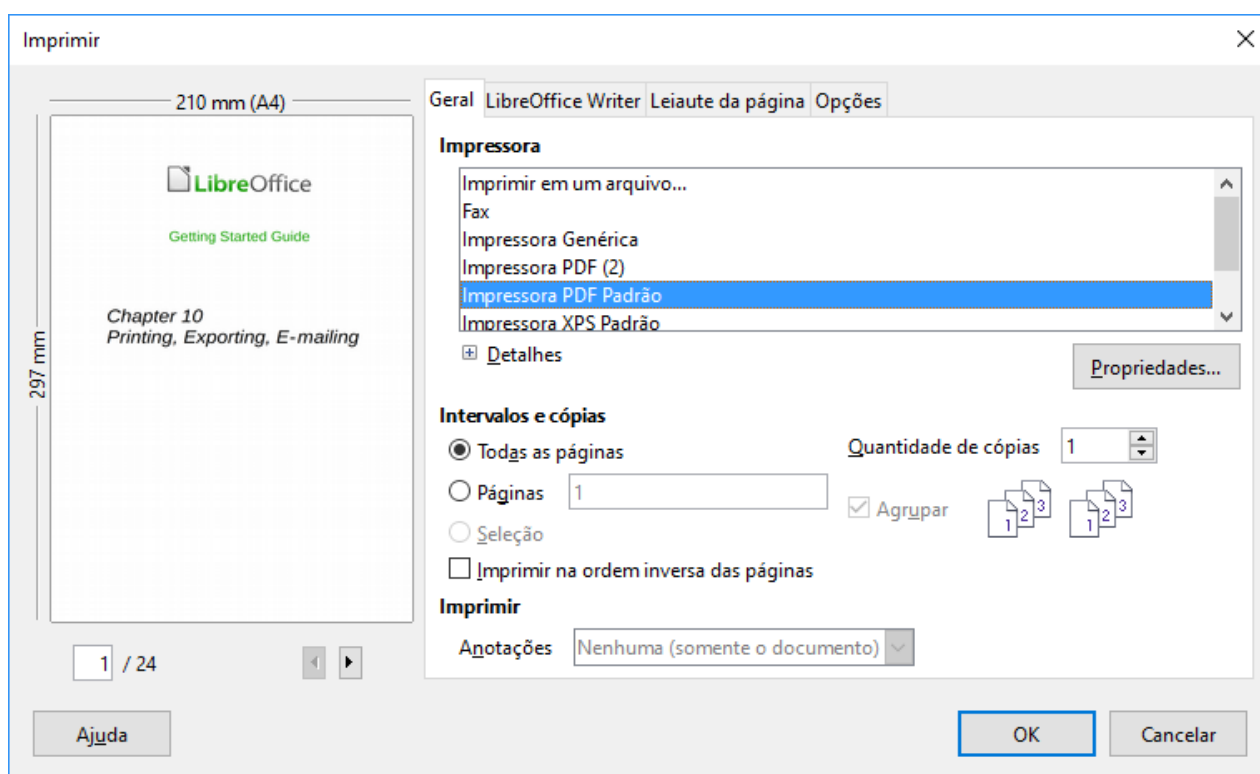 Imprimir
210 mm (A4)
297 mm
LibreOffice
Getting Started Guide
Chapter 10
Printing, Exporting, E-mailing
1 / 24
Geral LibreOffice Writer Leiaute da página Opções
Impressora
Imprimir em um arquivo...
Fax
Impressora Genérica
Impressora PDF (2)
Impressora PDF Padrão
Impressora XPS Padrão
Detalhes
Propriedades...
Intervalos e cópias
Todas as páginas
Quantidade de cópias 1
Páginas 1
Agrupar
1 2 3 1 2 3
Seleção
Imprimir na ordem inversa das páginas
Imprimir
Anotações Nenhuma (somente o documento)
Ajuda
OK
Cancelar